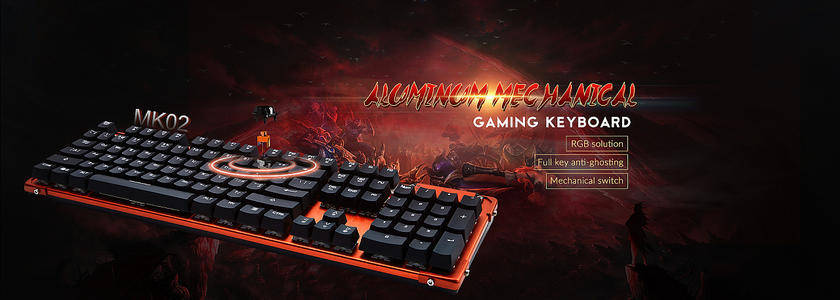 MK02
ALUMINUM MECHANICAL
GAMING KEYBOARD
RGB solution
Full key anti-ghosting
Mechanical switch